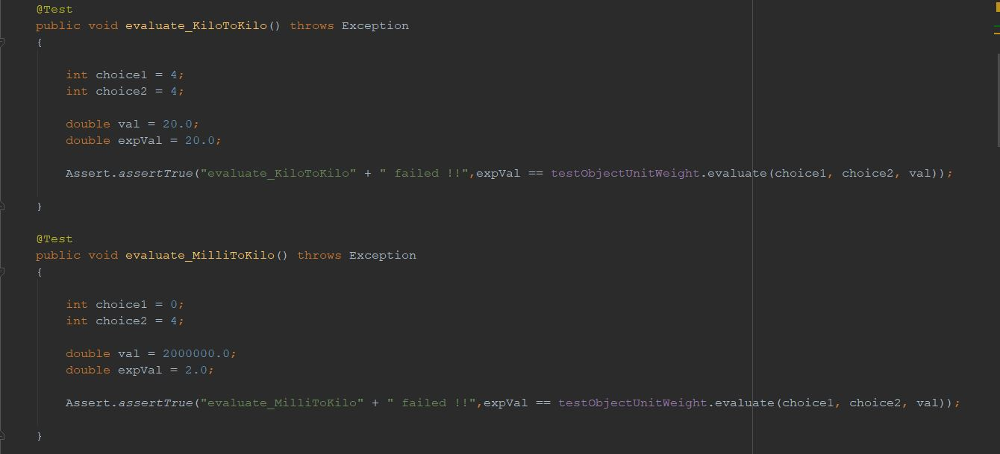 @Test
public void evaluate_KiloToKilo() throws Exception
{
int choice1 = 4;
int choice2 = 4;
double val = 20.0;
double expVal = 20.0;
Assert.assertTrue("evaluate_KiloToKilo" + " failed !!",expVal == testObjectUnitWeight.evaluate(choice1, choice2, val));
}
@Test
public void evaluate_MilliToKilo() throws Exception
{
int choice1 = 0;
int choice2 = 4;
double val = 2000000.0;
double expVal = 2.0;
Assert.assertTrue("evaluate_MilliToKilo" + " failed !!",expVal == testObjectUnitWeight.evaluate(choice1, choice2, val));
}